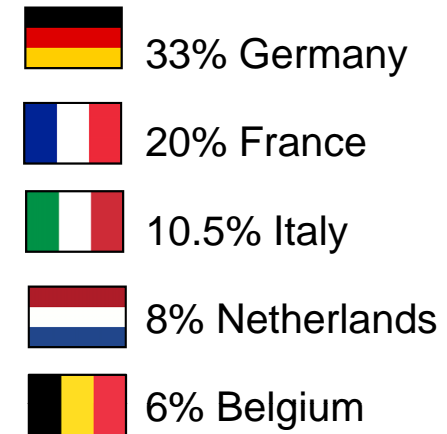 33% Germany
20% France
10.5% Italy
8% Netherlands
6% Belgium